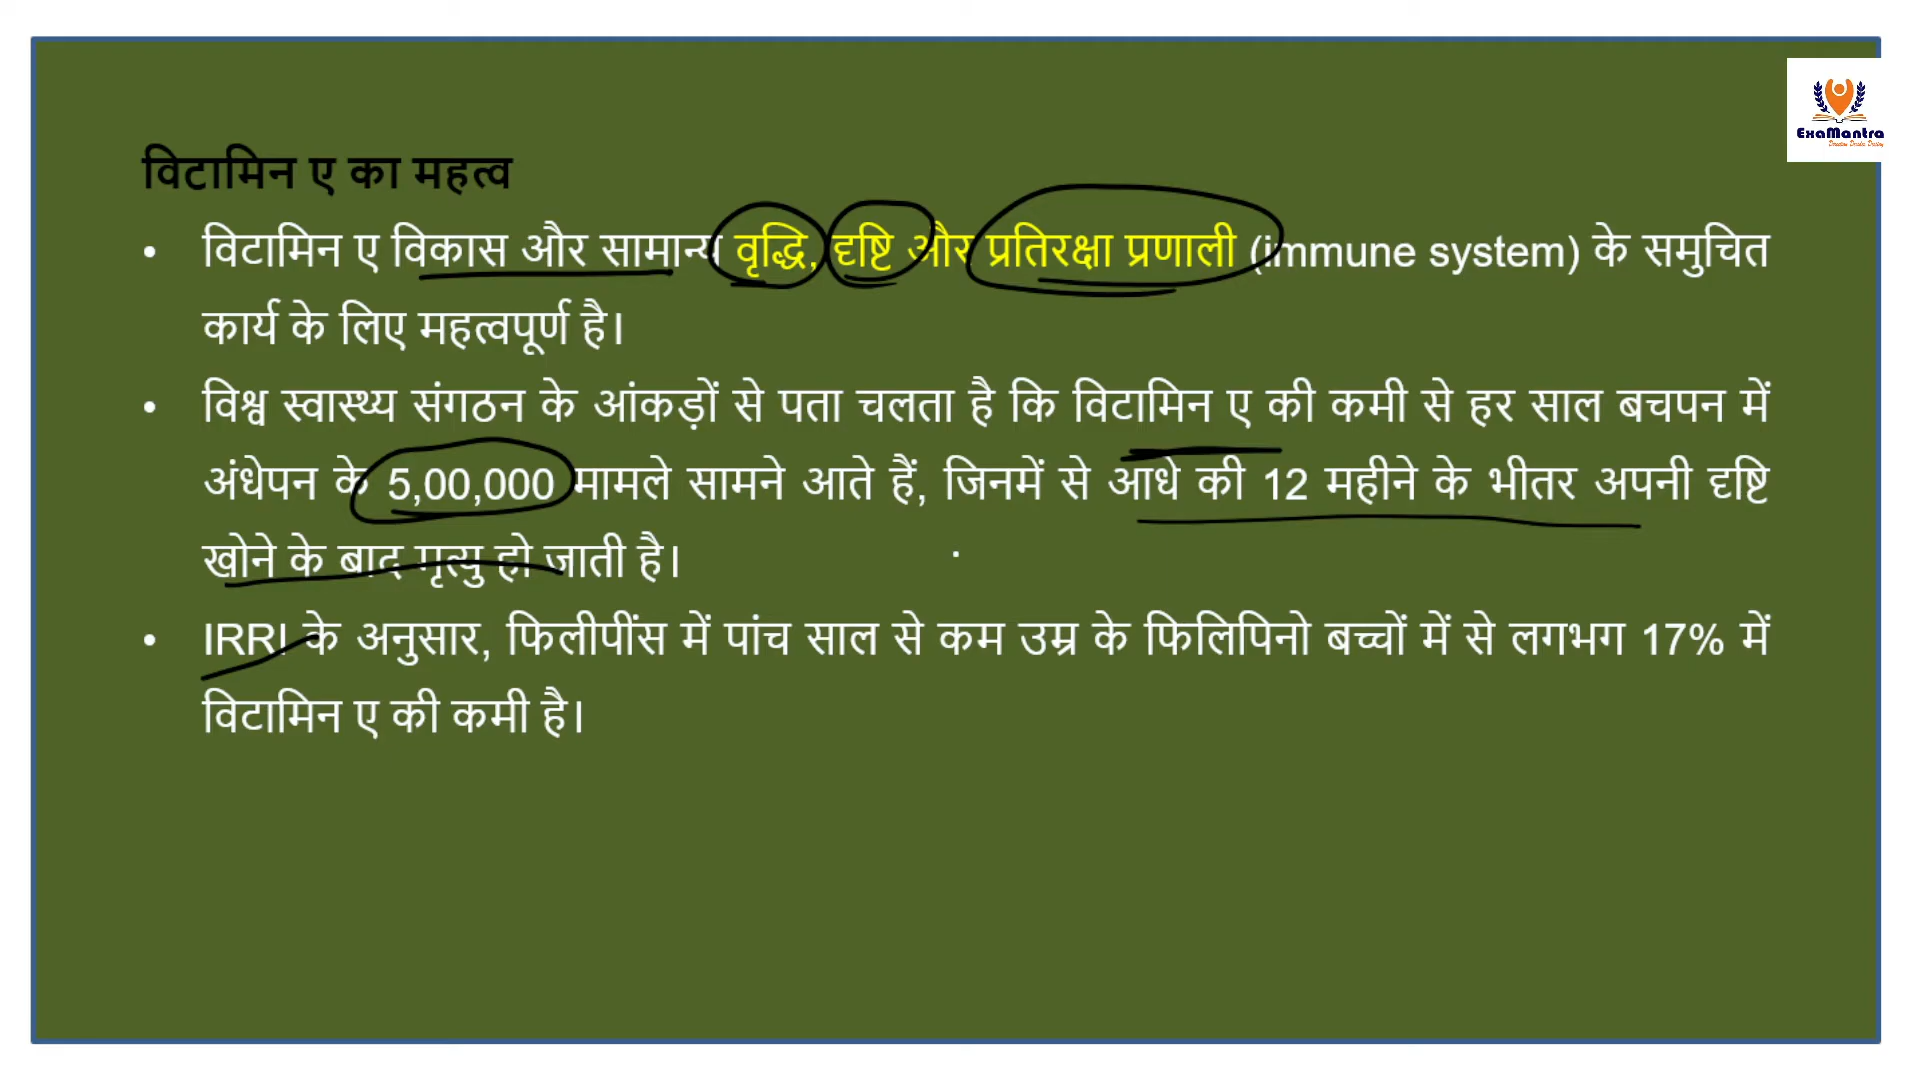 ExaMantra
विटामिन ए का महत्व
• विटामिन ए विकास और सामान्य वृद्धि, दृष्टि और प्रतिरक्षा प्रणाली (immune system) के समुचित
कार्य के लिए महत्वपूर्ण है।
• विश्व स्वास्थ्य संगठन के आंकड़ों से पता चलता है कि विटामिन ए की कमी से हर साल बचपन में
अंधेपन के 5,00,000 मामले सामने आते हैं, जिनमें से आधे की 12 महीने के भीतर अपनी दृष्टि
खोने के बाद मृत्यु हो जाती है।
• IRRI के अनुसार, फिलीपींस में पांच साल से कम उम्र के फिलिपिनो बच्चों में से लगभग 17% में
विटामिन ए की कमी है।